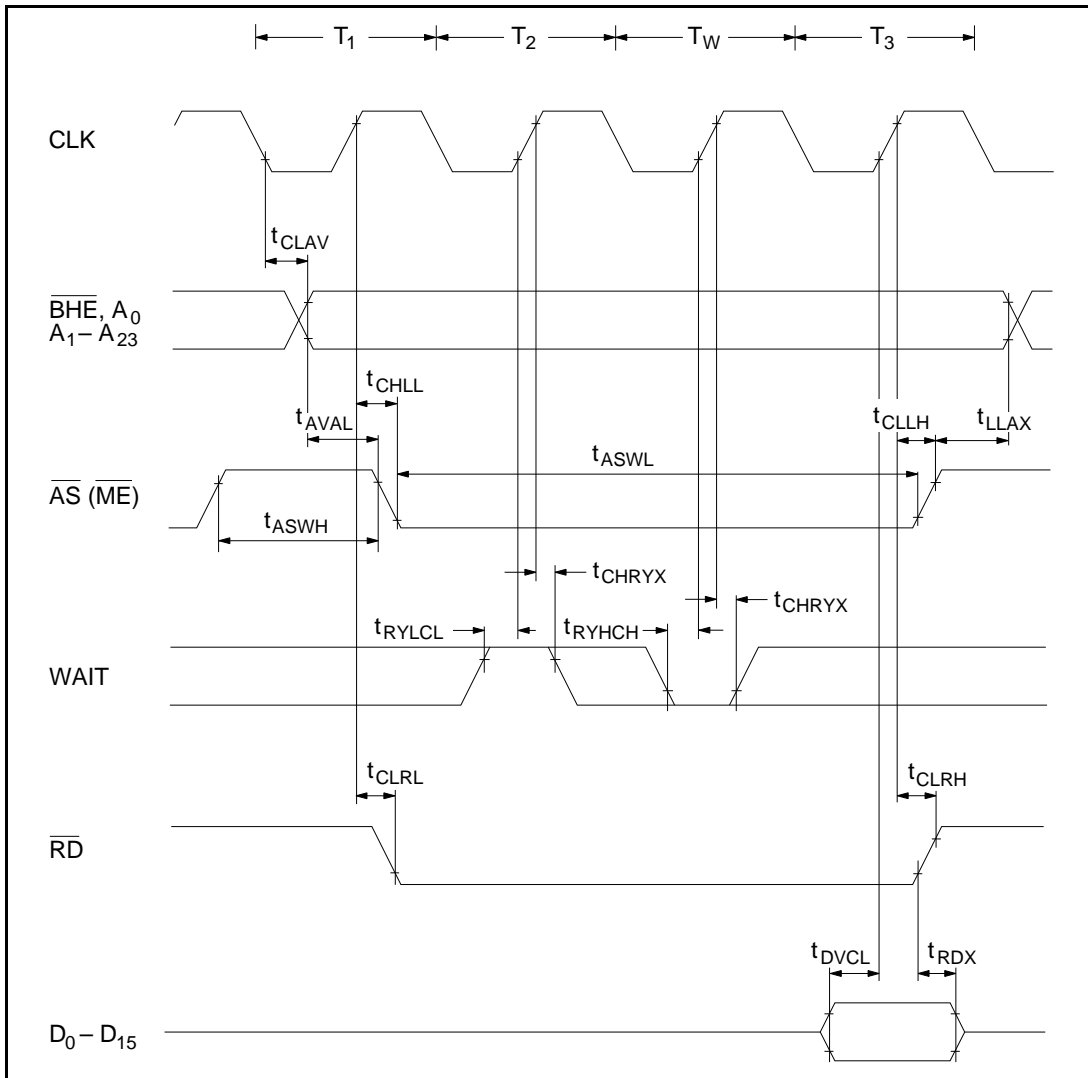 T1 T2 TW T3
CLK
tCLAV
BHE, A0
A1 – A23
tCHLL
tAVAL
tCLLH
tLLAX
tASWL
AS (ME)
tASWH
tCHRYX
tCHRYX
tRYLCL
tRYHCH
WAIT
tCLRL
tCLRH
RD
tDVCL
tRDX
D0 – D15